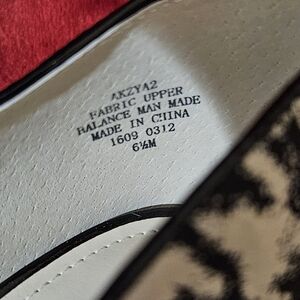 AKZYA2
FABRIC UPPER
BALANCE MAN MADE
MADE IN CHINA
1609 0312
6½M